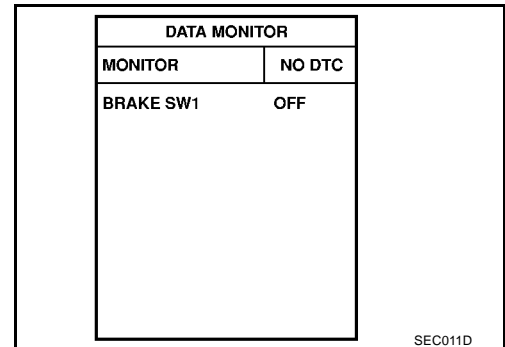 DATA MONITOR
MONITOR NO DTC
BRAKE SW1 OFF
SEC011D